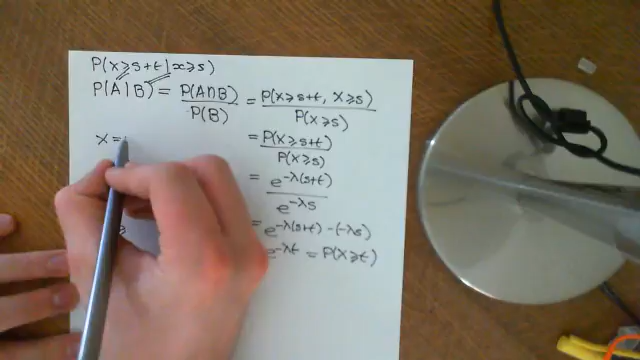 P(X≥s+t|x≥s)
P(A|B) = P(A∩B)/P(B) = P(X≥s+t, X≥s)/P(X≥s)
= P(X≥s+t)/P(X≥s)
X =
= e^-λ(s+t)/e^-λs
= e^-λ(s+t)-(-λs)
e^-λt = P(X≥t)